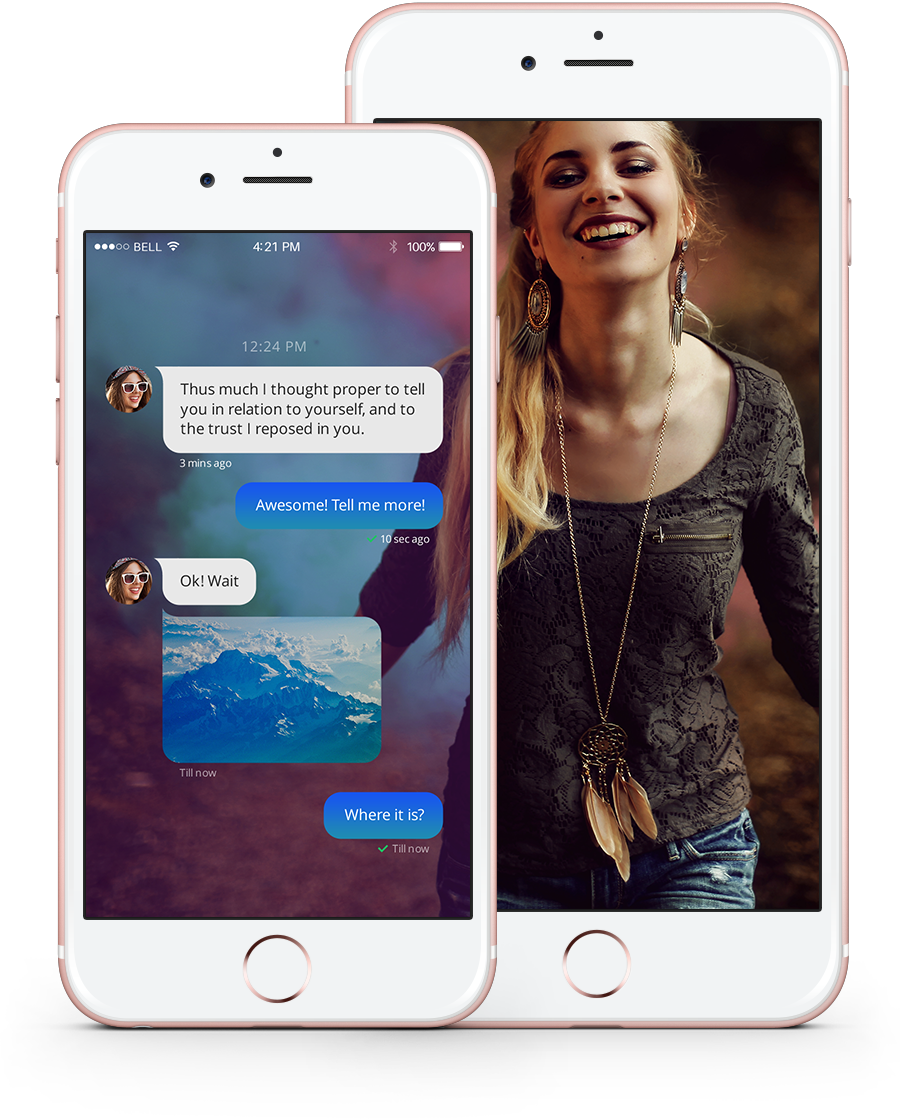 BELL 4:21 PM 100%
12:24 PM
Thus much I thought proper to tell
you in relation to yourself, and to
the trust I reposed in you.
3 mins ago
Awesome! Tell me more!
10 sec ago
Ok! Wait
Till now
Where it is?
Till now